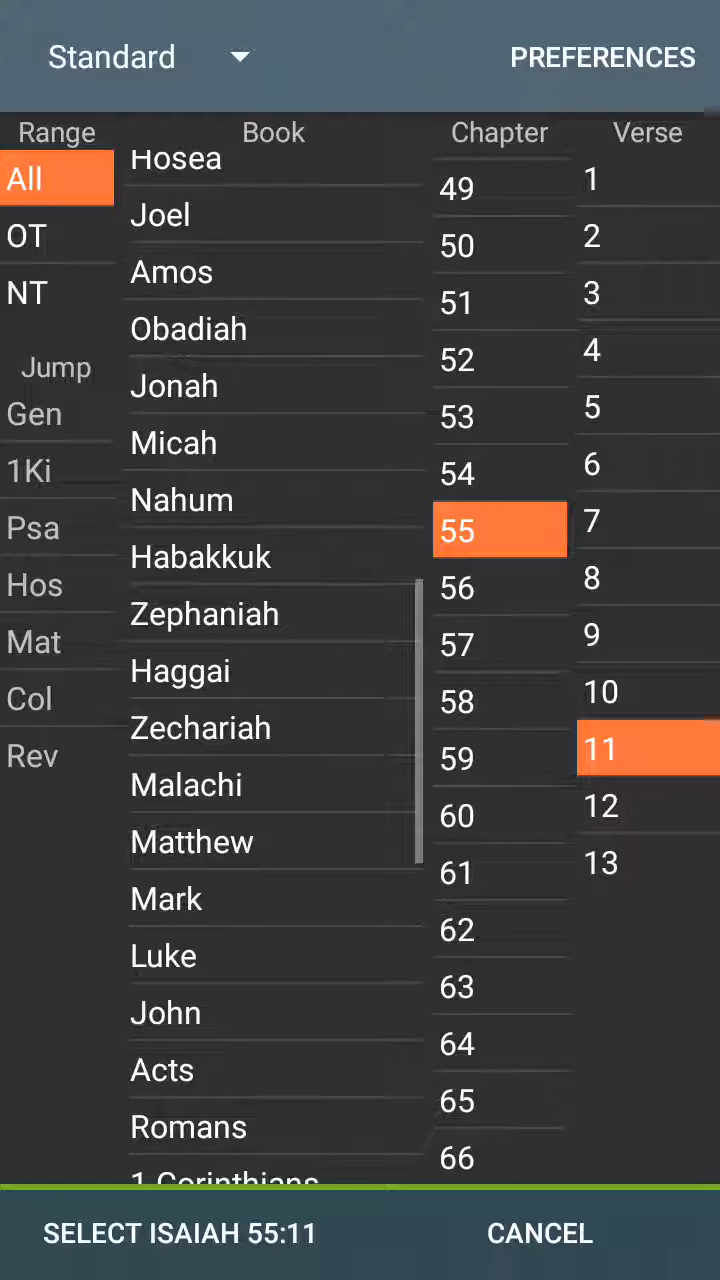 Standard
PREFERENCES
Range
Book
Chapter
Verse
All
OT
NT
Jump
Gen
1Ki
Psa
Hos
Mat
Col
Rev
Hosea
Joel
Amos
Obadiah
Jonah
Micah
Nahum
Habakkuk
Zephaniah
Haggai
Zechariah
Malachi
Matthew
Mark
Luke
John
Acts
Romans
1 Corinthians
49
50
51
52
53
54
55
56
57
58
59
60
61
62
63
64
65
66
1
2
3
4
5
6
7
8
9
10
11
12
13
SELECT ISAIAH 55:11
CANCEL